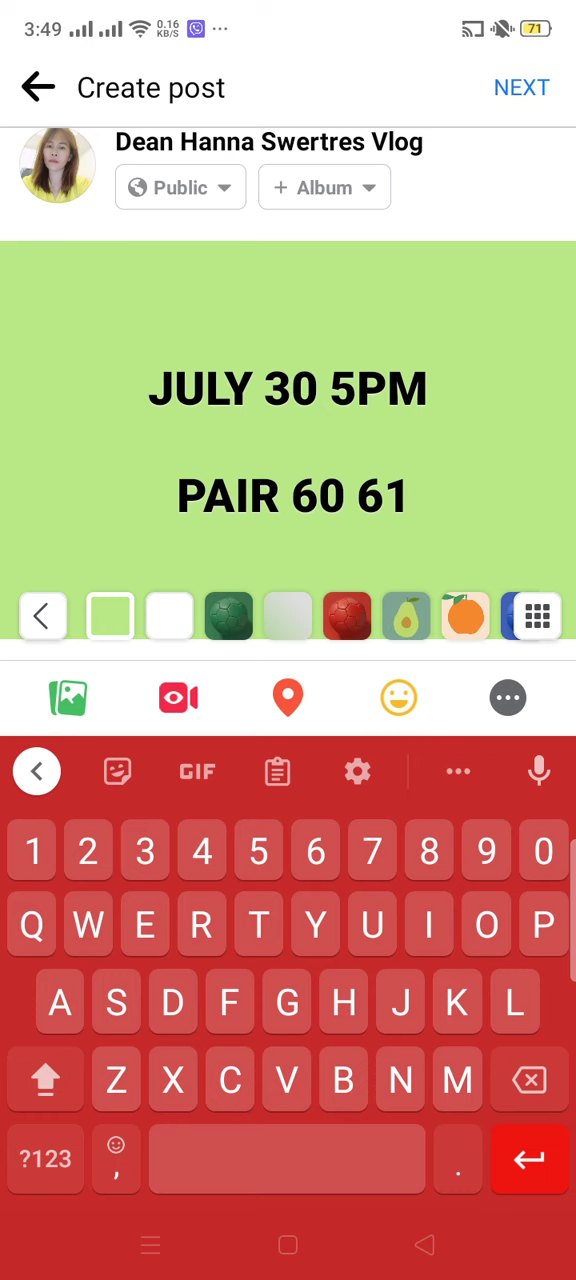 3:49 0.16 KB/S ... 71
Create post NEXT
Dean Hanna Swertres Vlog
Public + Album
JULY 30 5PM
PAIR 60 61
GIF
1 2 3 4 5 6 7 8 9 0
Q W E R T Y U I O P
A S D F G H J K L
Z X C V B N M
?123 , .